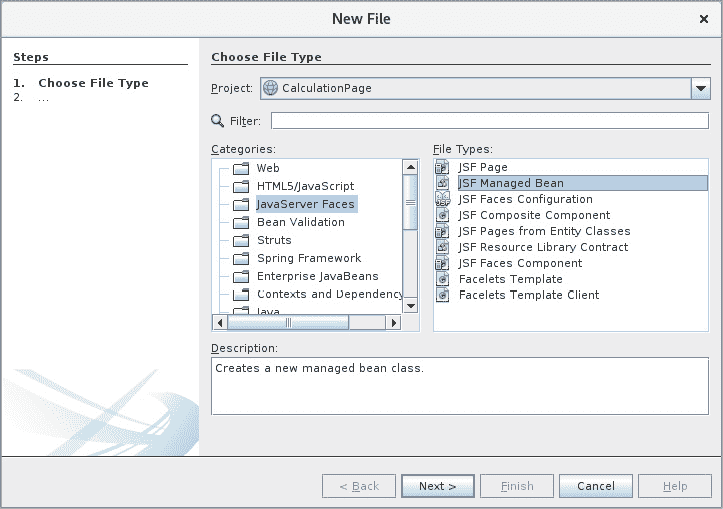 New File
Steps
1. Choose File Type
2. ...
Choose File Type
Project: CalculationPage
Filter:
Categories:
Web
HTML5/JavaScript
JavaServer Faces
Bean Validation
Struts
Spring Framework
Enterprise JavaBeans
Contexts and Dependency
Java
File Types:
JSF Page
JSF Managed Bean
JSF Faces Configuration
JSF Composite Component
JSF Pages from Entity Classes
JSF Resource Library Contract
JSF Faces Component
Facelets Template
Facelets Template Client
Description:
Creates a new managed bean class.
< Back Next > Finish Cancel Help